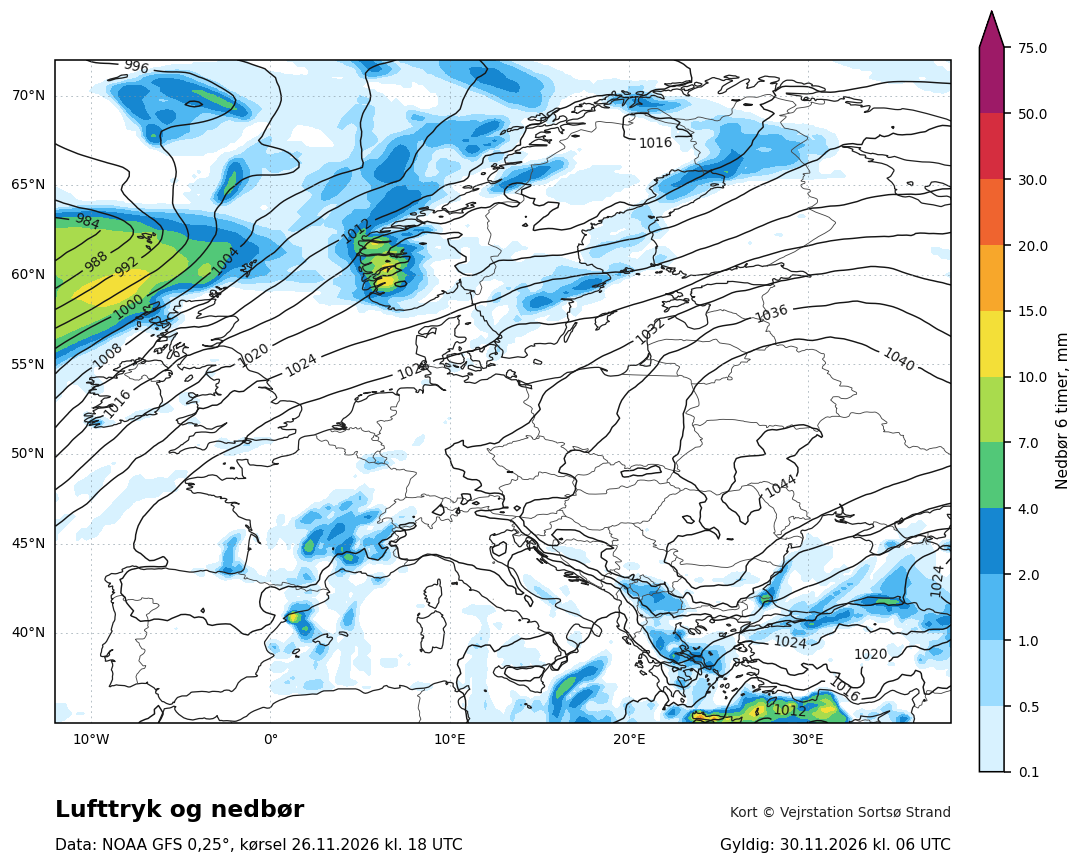 75.0
50.0
30.0
20.0
15.0
10.0
7.0
4.0
2.0
1.0
0.5
0.1
Nedbør 6 timer, mm
70°N
65°N
60°N
55°N
50°N
45°N
40°N
10°W
0°
10°E
20°E
30°E
996
1016
984
988
992
1004
1012
1000
1008
1016
1020
1024
1028
1032
1036
1040
1044
1024
1024
1020
1016
1012
Lufttryk og nedbør
Kort © Vejrstation Sortsø Strand
Data: NOAA GFS 0,25°, kørsel 26.11.2026 kl. 18 UTC
Gyldig: 30.11.2026 kl. 06 UTC